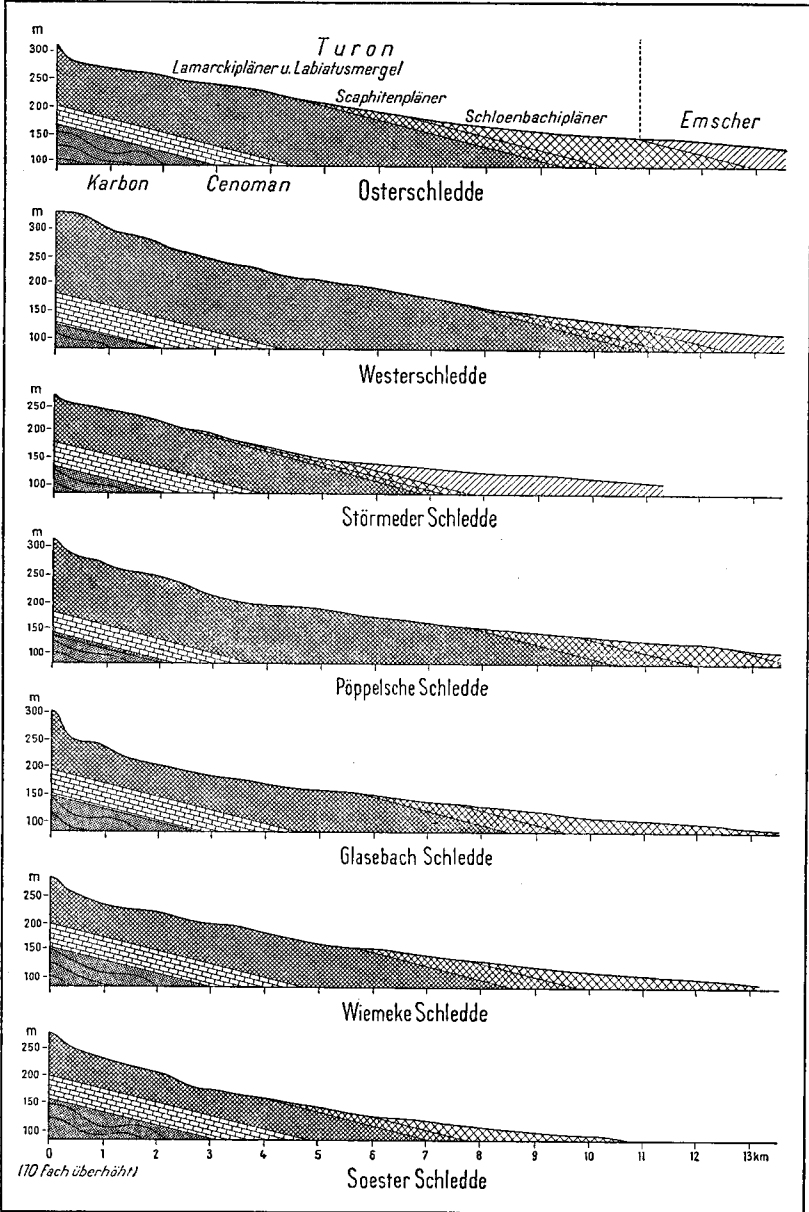 m
Turon
300
Lamarckipläner u. Labiatusmergel
250
Scaphitenpläner
200
Schloenbachipläner
Emscher
150
100
Karbon Cenoman
Osterschledde
m
300
250
200
150
100
Westerschledde
m
250
200
150
100
Störmeder Schledde
m
300
250
200
150
100
Pöppelsche Schledde
m
300
250
200
150
100
Glasebach Schledde
m
250
200
150
100
Wiemeke Schledde
m
250
200
150
100
0 1 2 3 4 5 6 7 8 9 10 11 12 13 km
(10 fach überhöht)
Soester Schledde